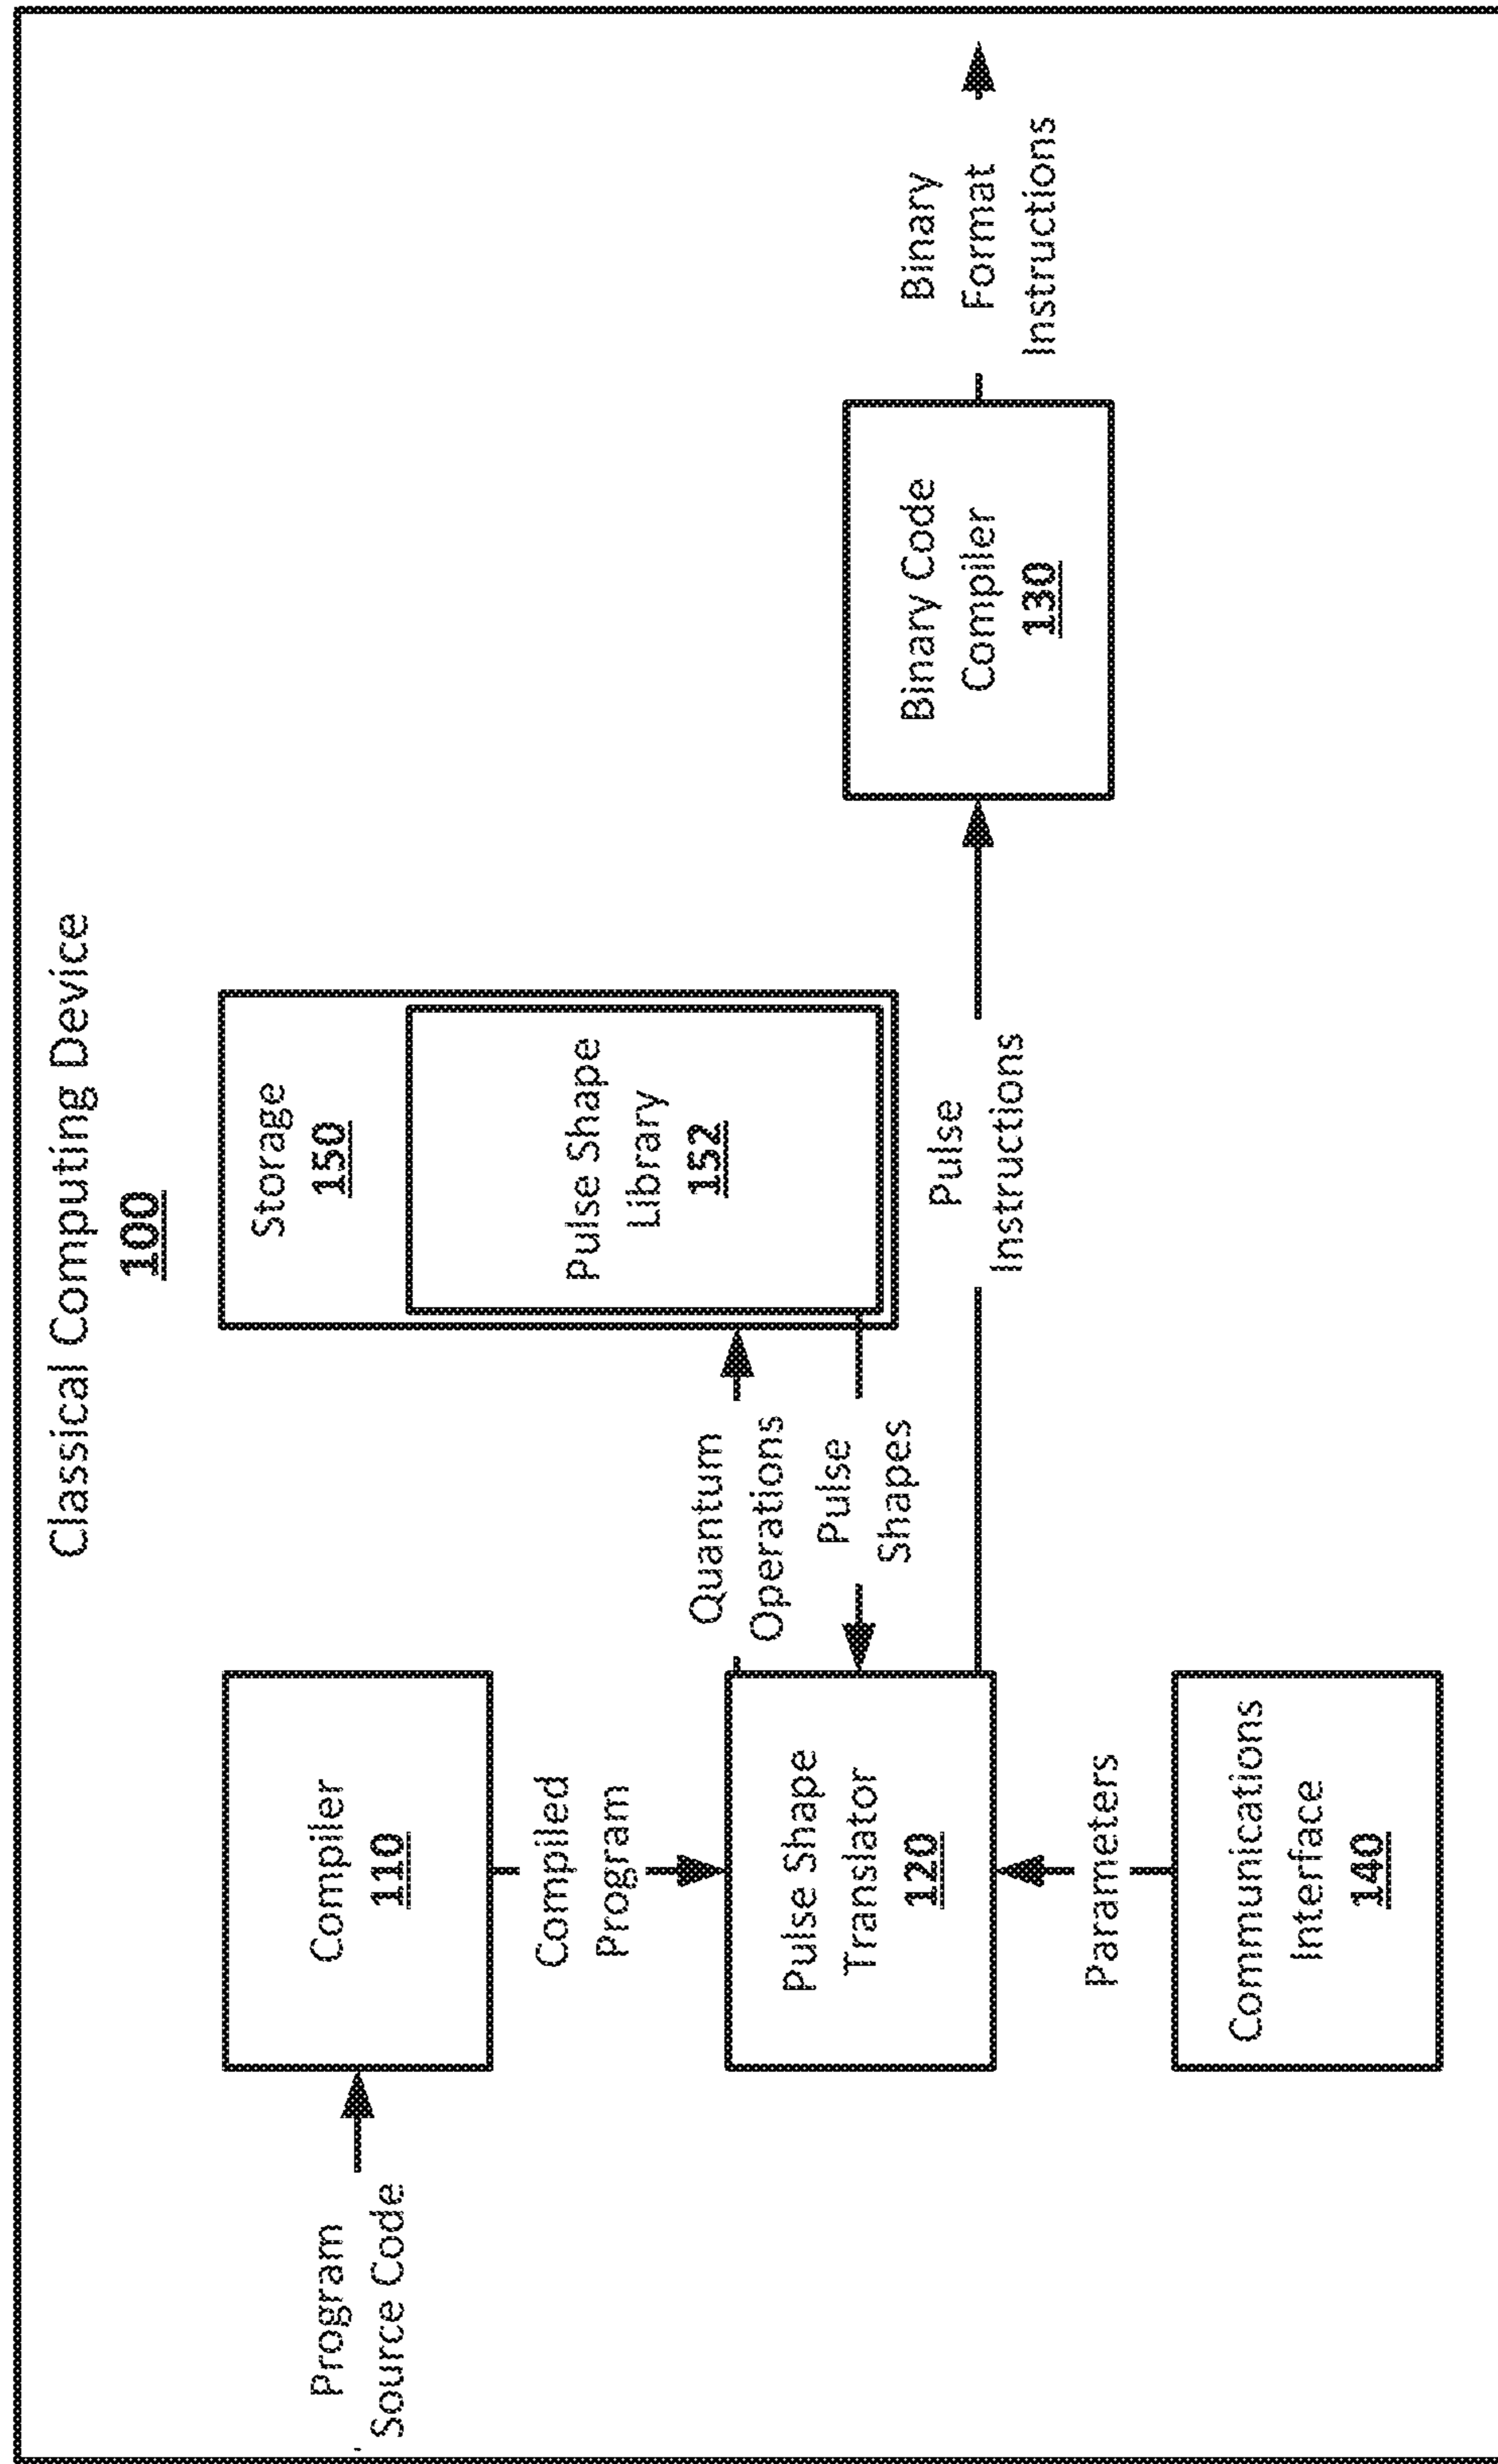 Classical Computing Device
100
Program
Source Code
Compiler
110
Compiled
Program
Pulse Shape
Translator
120
Parameters
Communications
Interface
140
Quantum
Operations
Pulse
Shapes
Storage
150
Pulse Shape
Library
152
Pulse
Instructions
Binary Code
Compiler
130
Binary
Format
Instructions